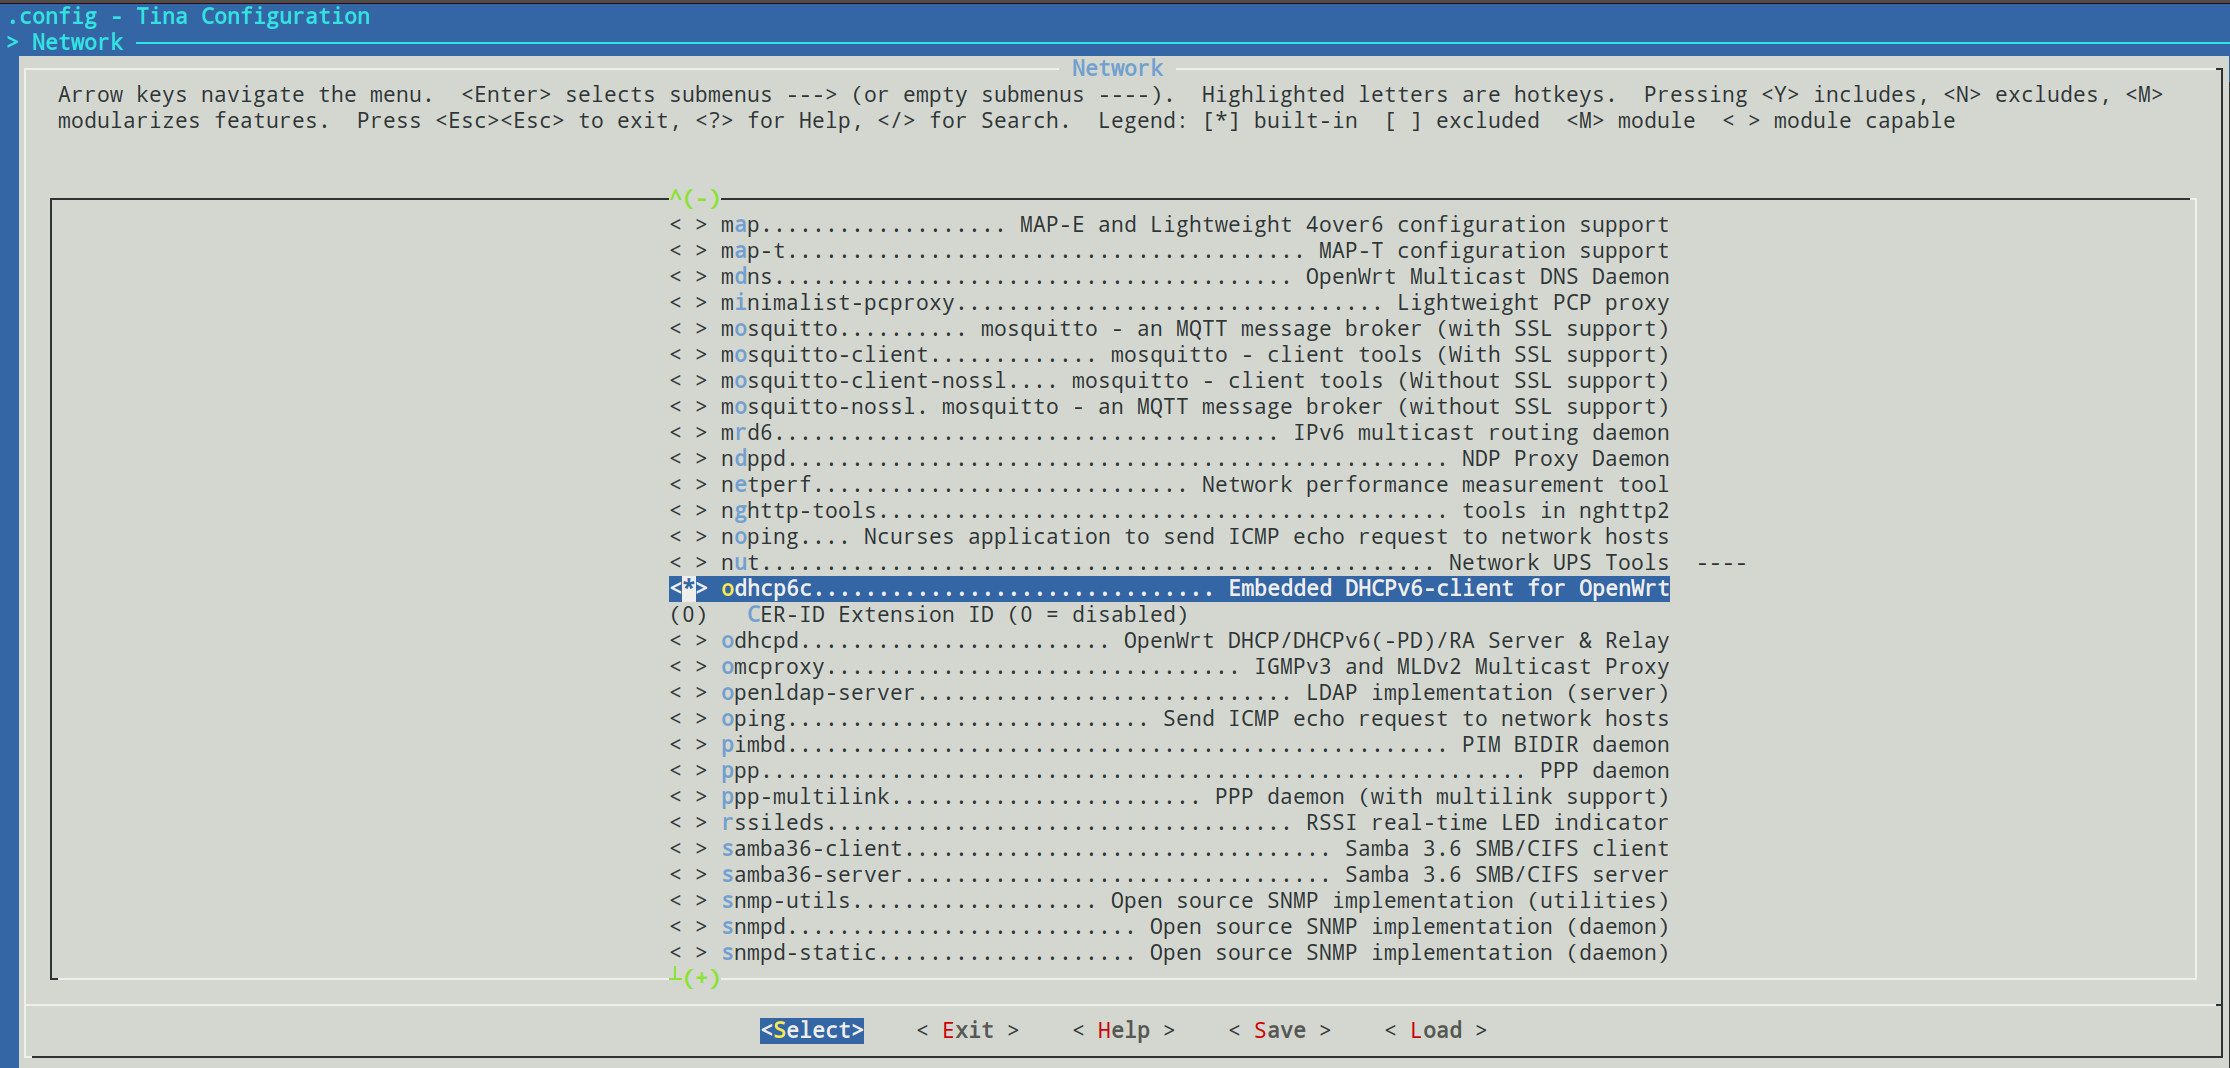 .config - Tina Configuration
> Network
Network
Arrow keys navigate the menu.  <Enter> selects submenus ---> (or empty submenus ----).  Highlighted letters are hotkeys.  Pressing <Y> includes, <N> excludes, <M>
modularizes features.  Press <Esc><Esc> to exit, <?> for Help, </> for Search.  Legend: [*] built-in  [ ] excluded  <M> module  < > module capable
^(-)
< > map................... MAP-E and Lightweight 4over6 configuration support
< > map-t........................................ MAP-T configuration support
< > mdns........................................ OpenWrt Multicast DNS Daemon
< > minimalist-pcproxy................................. Lightweight PCP proxy
< > mosquitto.......... mosquitto - an MQTT message broker (with SSL support)
< > mosquitto-client............. mosquitto - client tools (With SSL support)
< > mosquitto-client-nossl.... mosquitto - client tools (Without SSL support)
< > mosquitto-nossl. mosquitto - an MQTT message broker (without SSL support)
< > mrd6....................................... IPv6 multicast routing daemon
< > ndppd................................................... NDP Proxy Daemon
< > netperf............................. Network performance measurement tool
< > nghttp-tools............................................ tools in nghttp2
< > noping.... Ncurses application to send ICMP echo request to network hosts
< > nut.................................................... Network UPS Tools  ----
<*> odhcp6c............................... Embedded DHCPv6-client for OpenWrt
(0)   CER-ID Extension ID (0 = disabled)
< > odhcpd........................ OpenWrt DHCP/DHCPv6(-PD)/RA Server & Relay
< > omcproxy................................ IGMPv3 and MLDv2 Multicast Proxy
< > openldap-server............................. LDAP implementation (server)
< > oping............................ Send ICMP echo request to network hosts
< > pimbd................................................... PIM BIDIR daemon
< > ppp........................................................... PPP daemon
< > ppp-multilink........................ PPP daemon (with multilink support)
< > rssileds.................................... RSSI real-time LED indicator
< > samba36-client................................. Samba 3.6 SMB/CIFS client
< > samba36-server................................. Samba 3.6 SMB/CIFS server
< > snmp-utils................... Open source SNMP implementation (utilities)
< > snmpd........................... Open source SNMP implementation (daemon)
< > snmpd-static.................... Open source SNMP implementation (daemon)
┴(+)
<Select>    < Exit >    < Help >    < Save >    < Load >